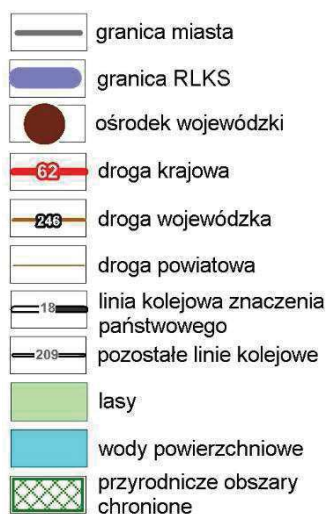 granica miasta
granica RLKS
ośrodek wojewódzki
62 droga krajowa
246 droga wojewódzka
droga powiatowa
18 linia kolejowa znaczenia
państwowego
209 pozostałe linie kolejowe
lasy
wody powierzchniowe
przyrodnicze obszary
chronione